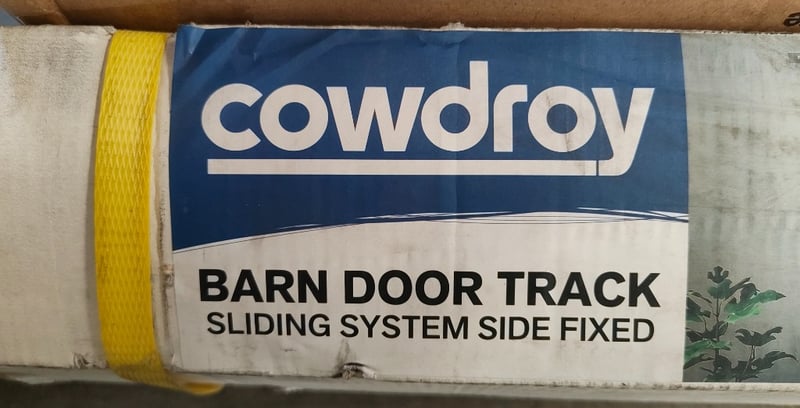 cowdroy
BARN DOOR TRACK
SLIDING SYSTEM SIDE FIXED